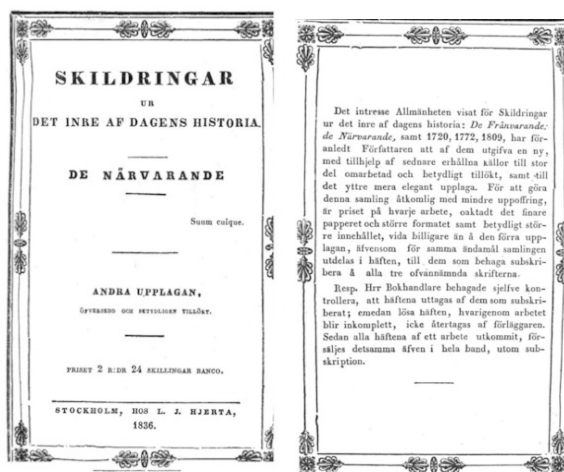 SKILDRINGAR
UR
DET INRE AF DAGENS HISTORIA.
DE NÄRVARANDE
Suum cuique.
ANDRA UPPLAGAN,
ÖFVERSEDD OCH BETYDLIGEN TILLÖKT.
PRISET 2 R:DR 24 SKILLINGAR BANCO.
STOCKHOLM, HOS L. J. HJERTA,
1836.
Det intresse Allmänheten visat för Skildringar
ur det inre af dagens historia: De Frånvarande,
de Närvarande, samt 1720, 1772, 1809, har för-
anledt Författaren att af dem utgifva en ny,
med tillhjelp af sednare erhållna källor till stor
del omarbetad och betydligt tillökt, samt till
det yttre mera elegant upplaga. För att göra
denna samling åtkomlig med mindre uppoffring,
är priset på hvarje arbete, oaktadt det finare
papperet och större formatet samt betydligt stör-
re innehållet, vida billigare än å den förra upp-
lagan, äfvensom för samma ändamål samlingen
utdelas i häften, till dem som behaga subskri-
bera å alla tre ofvannämnda skrifterna.
Resp. Hrr Bokhandlare behagade sjelfve kon-
trollera, att häftena uttagas af dem som subskri-
berat; emedan lösa häften, hvarigenom arbetet
blir inkomplett, icke återtagas af förläggaren.
Sedan alla häftena af ett arbete utkommit, för-
säljes detsamma äfven i hela band, utom sub-
skription.